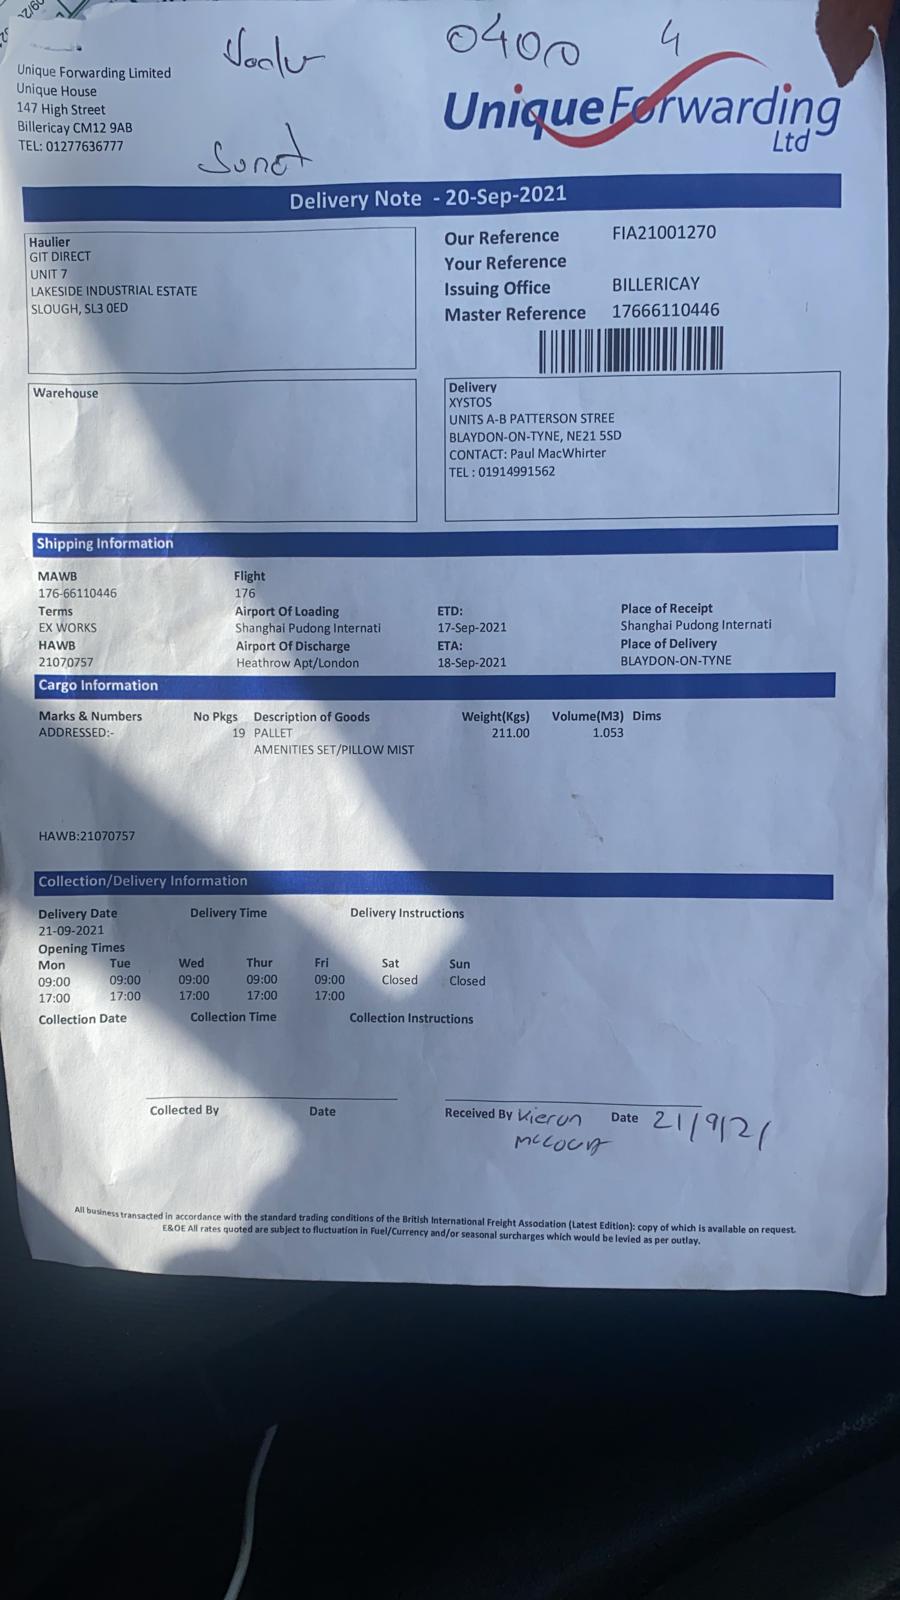 0400 4
Unique Forwarding Limited
Unique House
147 High Street
Billericay CM12 9AB
TEL: 01277636777
UniqueForwarding
Ltd
Delivery Note - 20-Sep-2021
Haulier
GIT DIRECT
UNIT 7
LAKESIDE INDUSTRIAL ESTATE
SLOUGH, SL3 0ED
Our Reference FIA21001270
Your Reference
Issuing Office BILLERICAY
Master Reference 17666110446
Warehouse
Delivery
XYSTOS
UNITS A-B PATTERSON STREE
BLAYDON-ON-TYNE, NE21 5SD
CONTACT: Paul MacWhirter
TEL : 01914991562
Shipping Information
MAWB Flight
176-66110446 176
Terms Airport Of Loading ETD: Place of Receipt
EX WORKS Shanghai Pudong Internati 17-Sep-2021 Shanghai Pudong Internati
HAWB Airport Of Discharge ETA: Place of Delivery
21070757 Heathrow Apt/London 18-Sep-2021 BLAYDON-ON-TYNE
Cargo Information
Marks & Numbers No Pkgs Description of Goods Weight(Kgs) Volume(M3) Dims
ADDRESSED:- 19 PALLET 211.00 1.053
AMENITIES SET/PILLOW MIST
HAWB:21070757
Collection/Delivery Information
Delivery Date Delivery Time Delivery Instructions
21-09-2021
Opening Times
Mon Tue Wed Thur Fri Sat Sun
09:00 09:00 09:00 09:00 09:00 Closed Closed
17:00 17:00 17:00 17:00 17:00
Collection Date Collection Time Collection Instructions
Collected By Date Received By Kieron Date 21/9/21
All business transacted in accordance with the standard trading conditions of the British International Freight Association (Latest Edition): copy of which is available on request.
E&OE All rates quoted are subject to fluctuation in Fuel/Currency and/or seasonal surcharges which would be levied as per outlay.